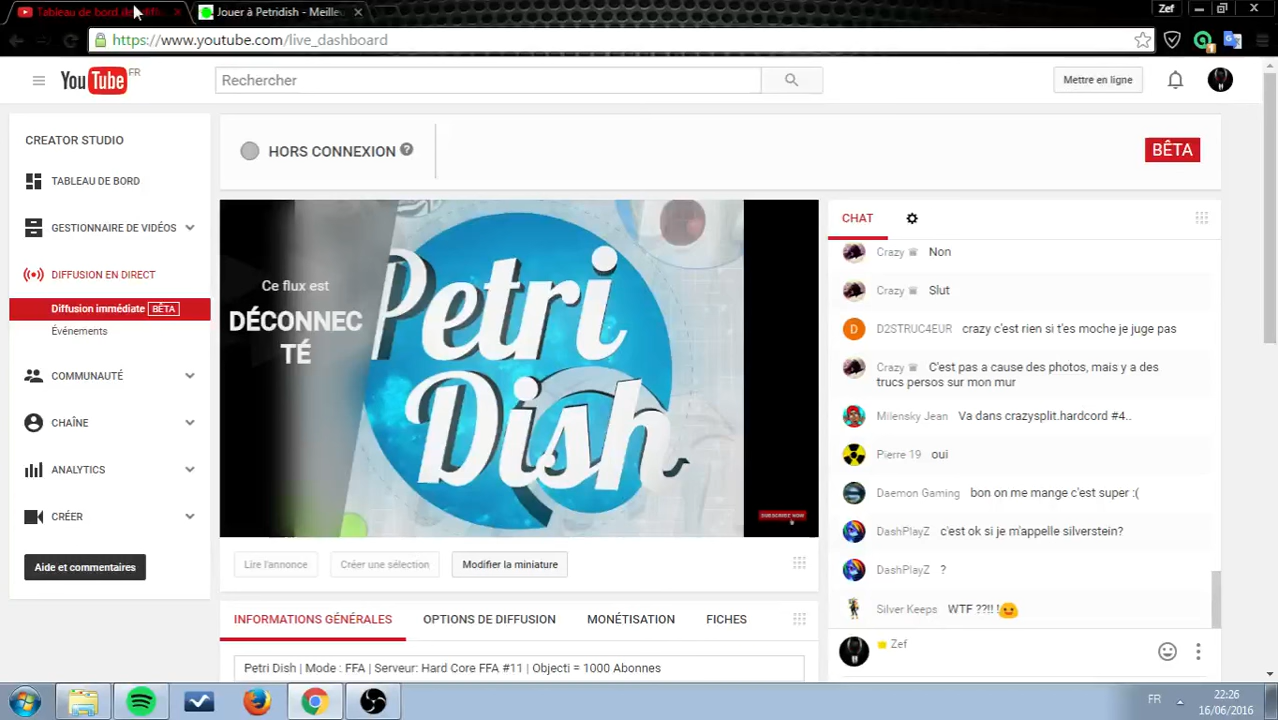 Tableau de bord
Jouer à Petridish - Meille
Zef
https://www.youtube.com/live_dashboard
YouTube FR
Rechercher
Mettre en ligne
CREATOR STUDIO
TABLEAU DE BORD
GESTIONNAIRE DE VIDÉOS
DIFFUSION EN DIRECT
Diffusion immédiate BÊTA
Événements
COMMUNAUTÉ
CHAÎNE
ANALYTICS
CRÉER
Aide et commentaires
HORS CONNEXION ?
BÊTA
Ce flux est
DÉCONNEC
TÉ
Petri
Dish
SUBSCRIBE NOW
Lire l'annonce
Créer une sélection
Modifier la miniature
INFORMATIONS GÉNÉRALES
OPTIONS DE DIFFUSION
MONÉTISATION
FICHES
Petri Dish | Mode : FFA | Serveur: Hard Core FFA #11 | Objecti = 1000 Abonnes
CHAT
Crazy Non
Crazy Slut
D D2STRUC4EUR crazy c'est rien si t'es moche je juge pas
Crazy C'est pas a cause des photos, mais y a des
trucs persos sur mon mur
Milensky Jean Va dans crazysplit.hardcord #4..
Pierre 19 oui
Daemon Gaming bon on me mange c'est super :(
DashPlayZ c'est ok si je m'appelle silverstein?
DashPlayZ ?
Silver Keeps WTF ??!! !
Zef
FR
22:26
16/06/2016